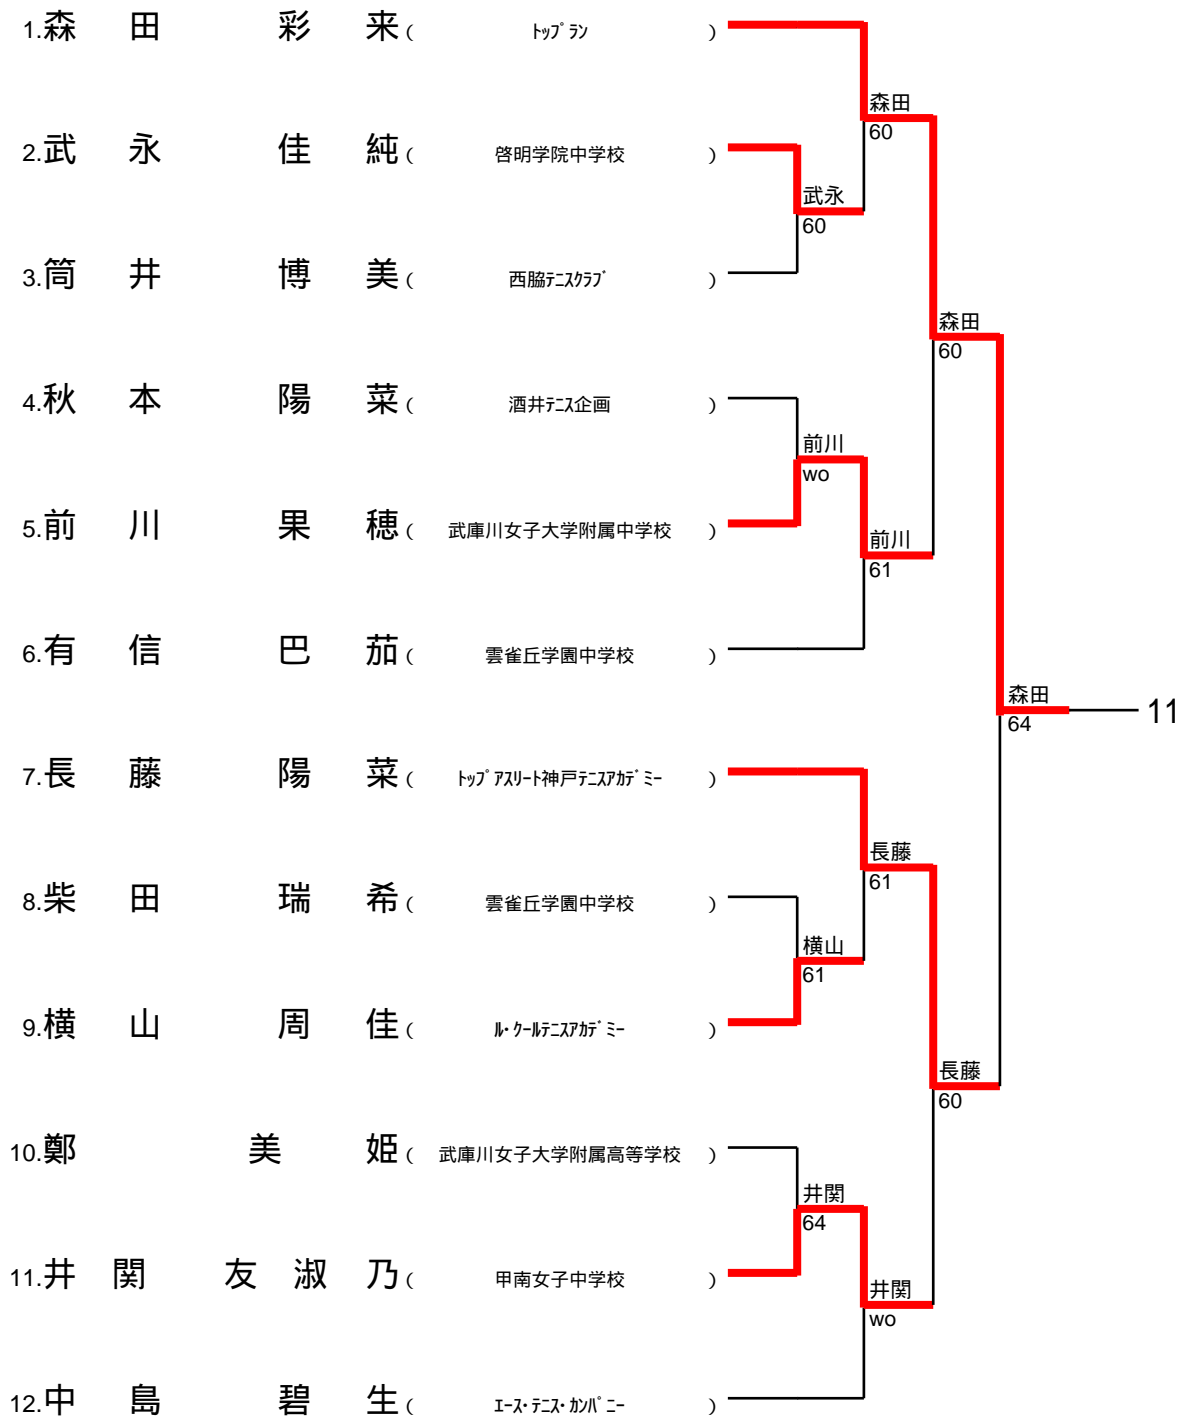 1.森田 彩来 (トップラン)
森田
60
2.武永 佳純 (啓明学院中学校)
武永
60
3.筒井 博美 (西脇テニスクラブ)
森田
60
4.秋本 陽菜 (酒井テニス企画)
前川
wo
5.前川 果穂 (武庫川女子大学附属中学校)
前川
61
6.有信 巴茄 (雲雀丘学園中学校)
森田
64
11
7.長藤 陽菜 (トップアスリート神戸テニスアカデミー)
長藤
61
8.柴田 瑞希 (雲雀丘学園中学校)
横山
61
9.横山 周佳 (ル・クールテニスアカデミー)
長藤
60
10.鄭 美姫 (武庫川女子大学附属高等学校)
井関
64
11.井関 友淑乃 (甲南女子中学校)
井関
wo
12.中島 碧生 (エース・テニス・カンパニー)